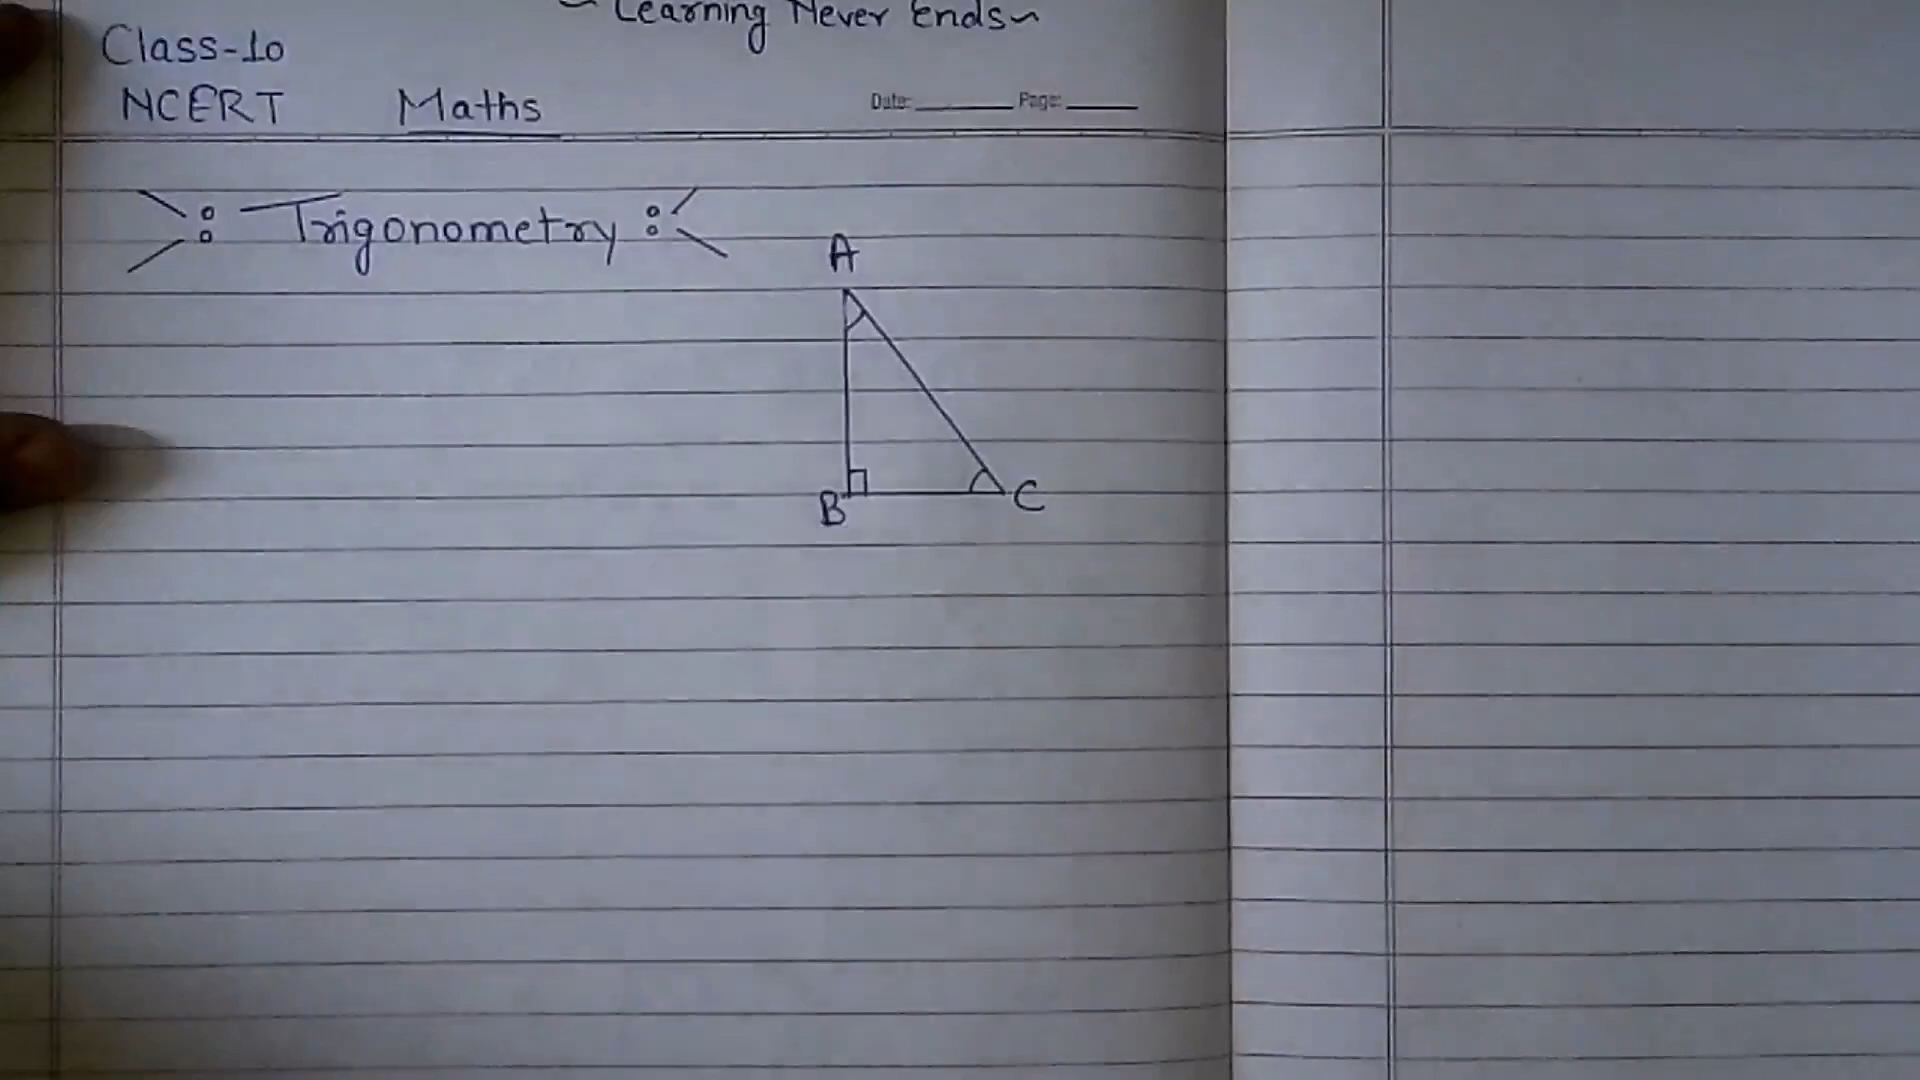 ~ Learning Never Ends~
Class-10
NCERT Maths
Date: Page:
Trigonometry
A
B
C